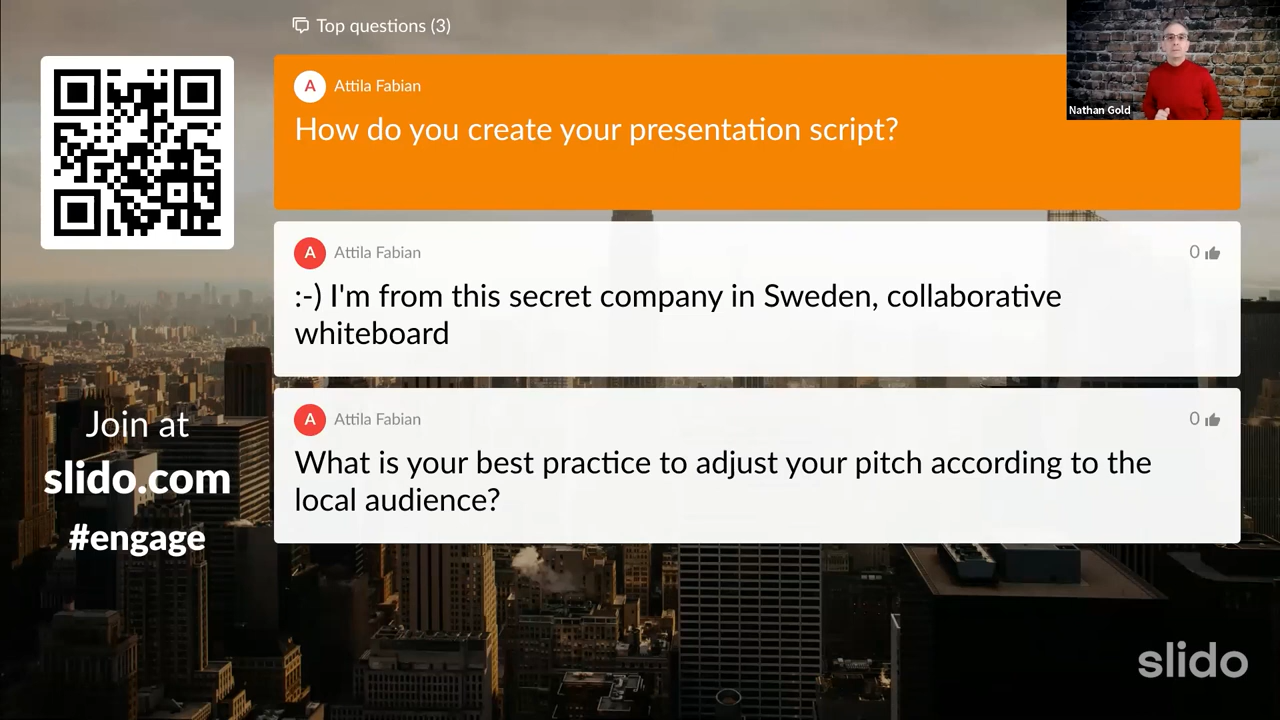 Top questions (3)
Nathan Gold
A Attila Fabian
How do you create your presentation script?
A Attila Fabian
0
:-) I'm from this secret company in Sweden, collaborative
whiteboard
A Attila Fabian
0
What is your best practice to adjust your pitch according to the
local audience?
Join at
slido.com
#engage
slido